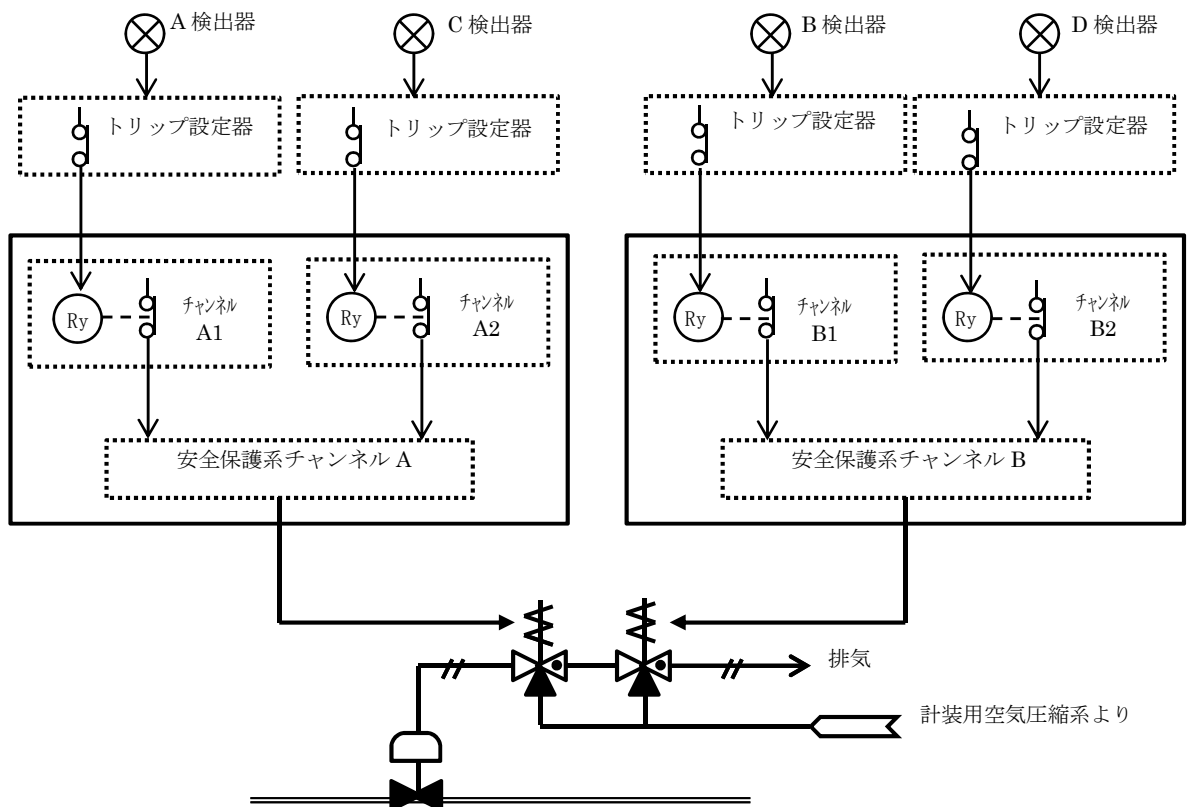 A 検出器
C 検出器
B 検出器
D 検出器
トリップ設定器
トリップ設定器
トリップ設定器
トリップ設定器
Ry
チャンネル
A1
Ry
チャンネル
A2
Ry
チャンネル
B1
Ry
チャンネル
B2
安全保護系チャンネル A
安全保護系チャンネル B
排気
計装用空気圧縮系より